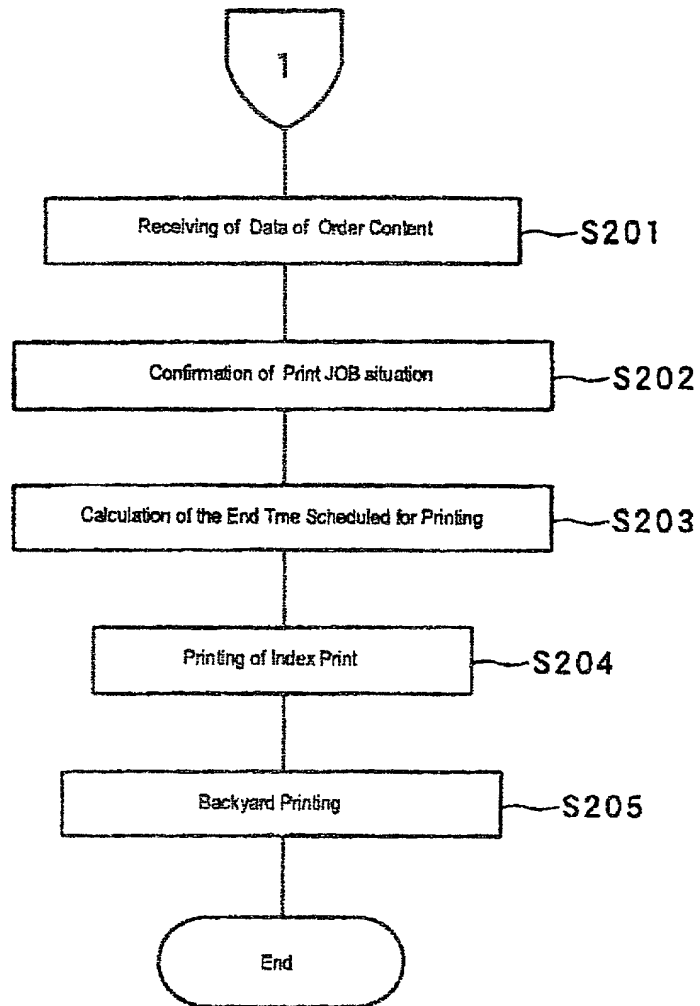 1
Receiving of Data of Order Content
S201
Confirmation of Print JOB situation
S202
Calculation of the End Tme Scheduled for Printing
S203
Printing of Index Print
S204
Backyard Printing
S205
End